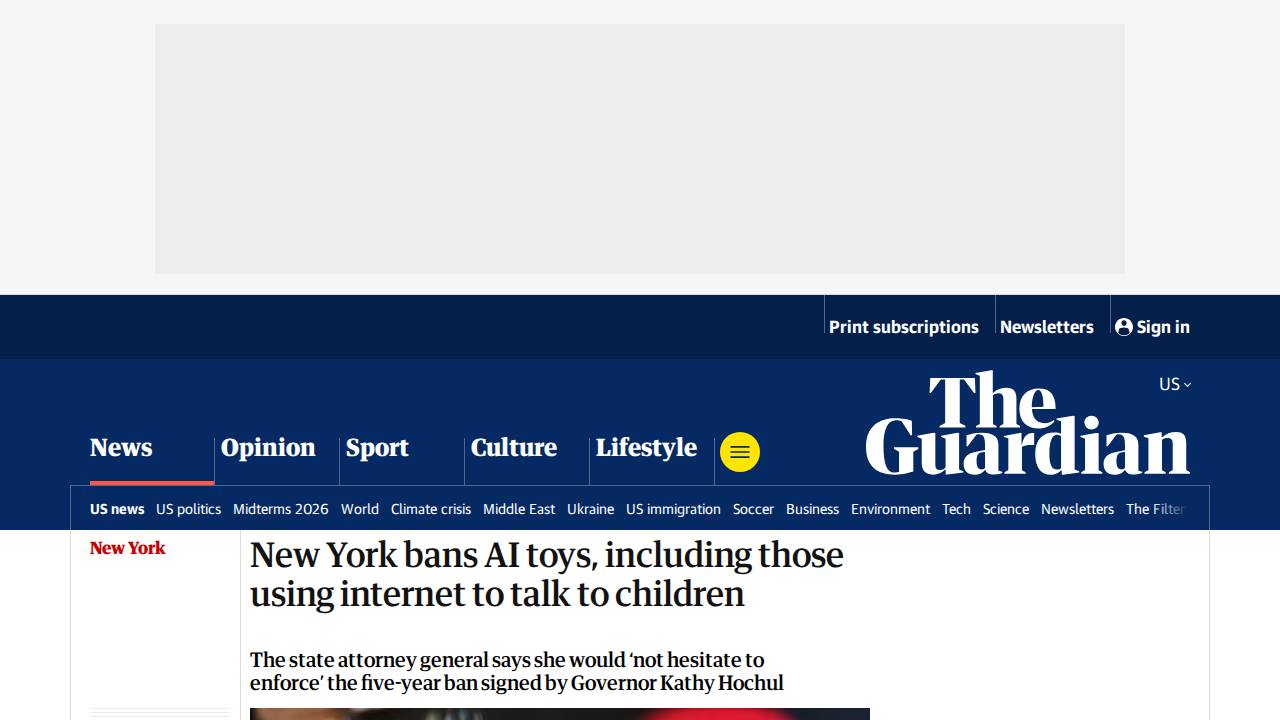 Print subscriptions
Newsletters
Sign in
US
The
Guardian
News
Opinion
Sport
Culture
Lifestyle
US news US politics Midterms 2026 World Climate crisis Middle East Ukraine US immigration Soccer Business Environment Tech Science Newsletters The Filter
New York
New York bans AI toys, including those
using internet to talk to children
The state attorney general says she would ‘not hesitate to
enforce’ the five-year ban signed by Governor Kathy Hochul